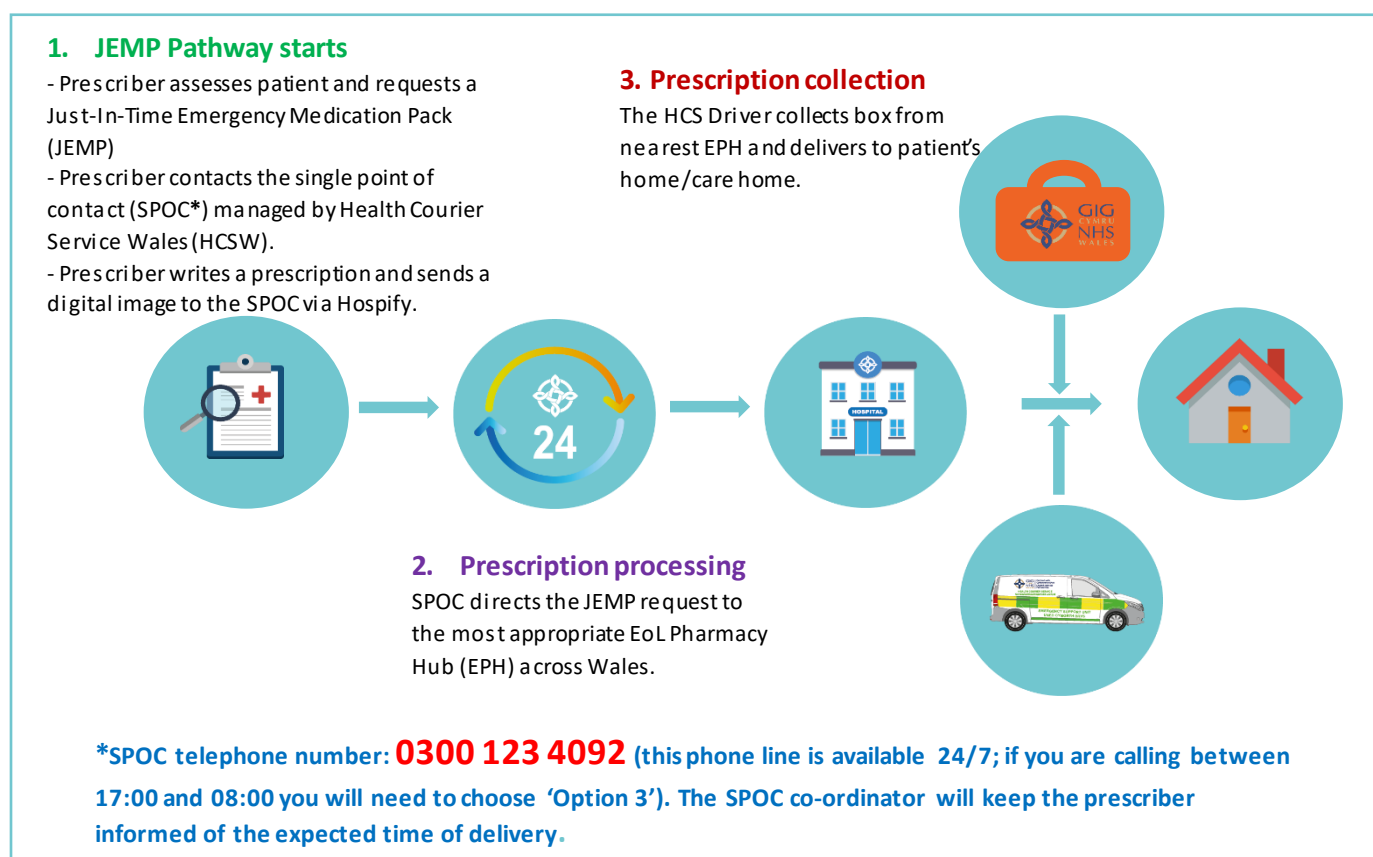 1. JEMP Pathway starts
- Prescriber assesses patient and requests a
Just-In-Time Emergency Medication Pack
(JEMP)
- Prescriber contacts the single point of
contact (SPOC*) managed by Health Courier
Service Wales (HCSW).
- Prescriber writes a prescription and sends a
digital image to the SPOC via Hospify.
3. Prescription collection
The HCS Driver collects box from
nearest EPH and delivers to patient's
home/care home.
GIG
CYMRU
NHS
WALES
24
HOSPITAL
2. Prescription processing
SPOC directs the JEMP request to
the most appropriate EoL Pharmacy
Hub (EPH) across Wales.
*SPOC telephone number: 0300 123 4092 (this phone line is available 24/7; if you are calling between
17:00 and 08:00 you will need to choose ‘Option 3’). The SPOC co-ordinator will keep the prescriber
informed of the expected time of delivery.